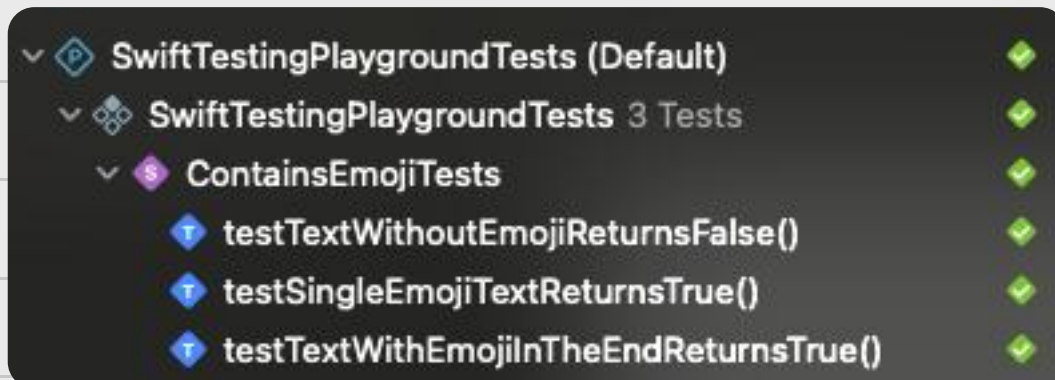 SwiftTestingPlaygroundTests (Default)
SwiftTestingPlaygroundTests 3 Tests
ContainsEmojiTests
testTextWithoutEmojiReturnsFalse()
testSingleEmojiTextReturnsTrue()
testTextWithEmojiInTheEndReturnsTrue()